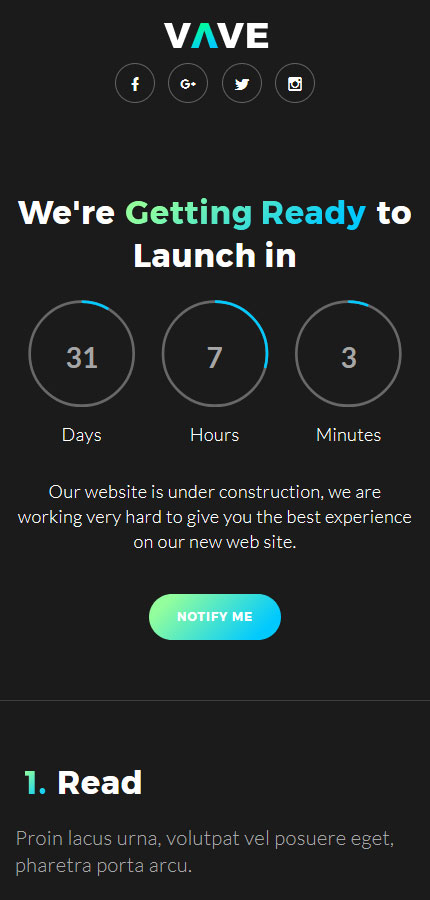 VAVE
We're Getting Ready to
Launch in
31 7 3
Days Hours Minutes
Our website is under construction, we are
working very hard to give you the best experience
on our new web site.
NOTIFY ME
1. Read
Proin lacus urna, volutpat vel posuere eget,
pharetra porta arcu.